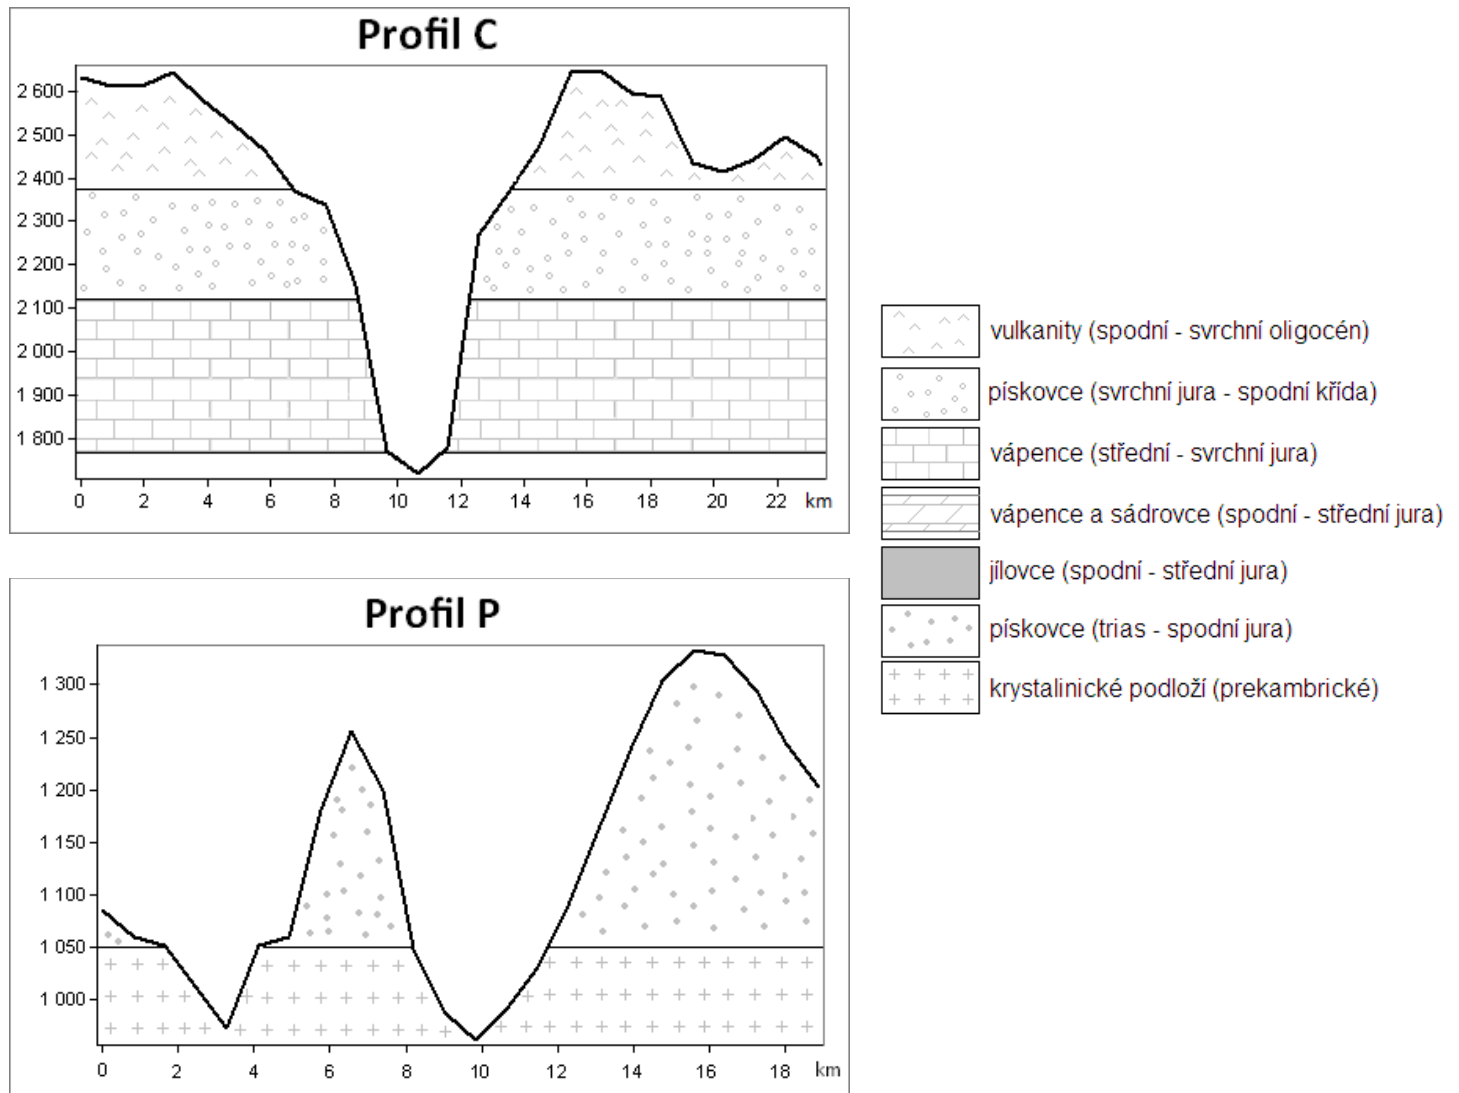 Profil C
2 600
2 500
2 400
2 300
2 200
2 100
2 000
1 900
1 800
0 2 4 6 8 10 12 14 16 18 20 22 km
vulkanity (spodní - svrchní oligocén)
pískovce (svrchní jura - spodní křída)
vápence (střední - svrchní jura)
vápence a sádrovce (spodní - střední jura)
jílovce (spodní - střední jura)
pískovce (trias - spodní jura)
krystalinické podloží (prekambrické)
Profil P
1 300
1 250
1 200
1 150
1 100
1 050
1 000
0 2 4 6 8 10 12 14 16 18 km